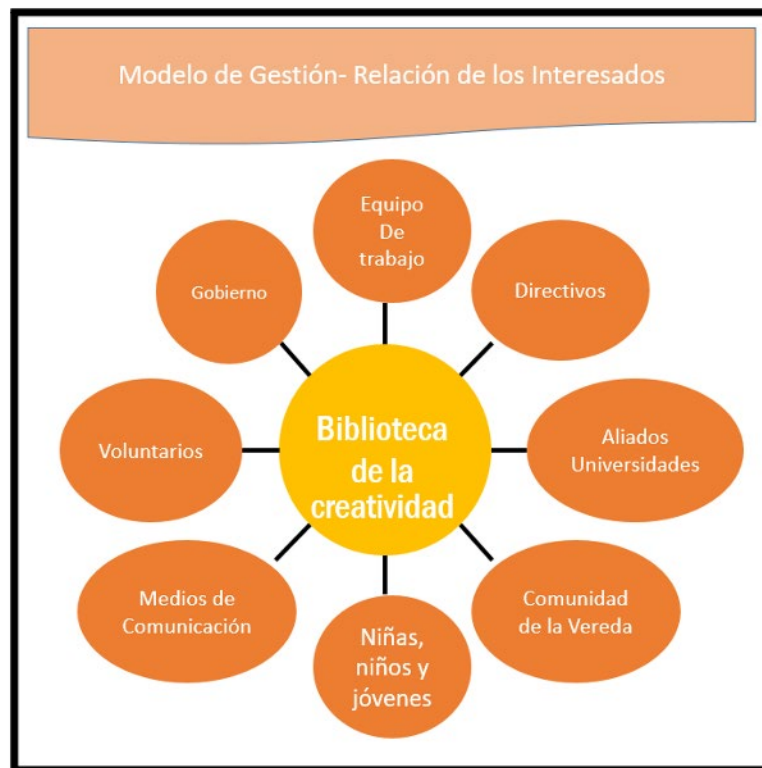 Modelo de Gestión- Relación de los Interesados
Equipo
De
trabajo
Gobierno
Directivos
Voluntarios
Biblioteca
de la
creatividad
Aliados
Universidades
Medios de
Comunicación
Comunidad
de la Vereda
Niñas,
niños y
jóvenes